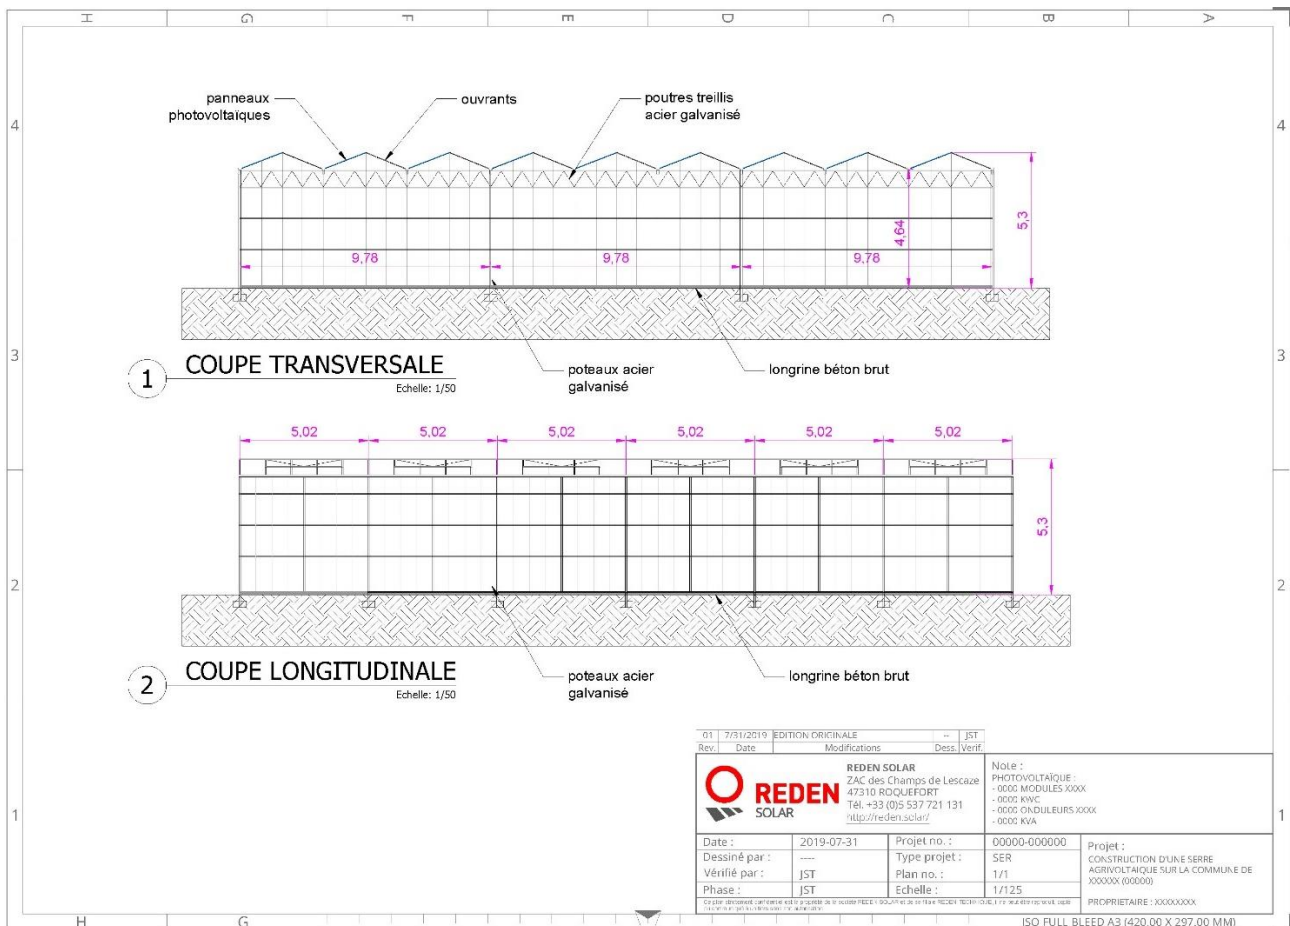 H G F E D C B A
panneaux
photovoltaïques
ouvrants
poutres treillis
acier galvanisé
4 4
4,64
5,3
9,78 9,78 9,78
3 3
1 COUPE TRANSVERSALE
Echelle: 1/50
poteaux acier
galvanisé
longrine béton brut
5,02 5,02 5,02 5,02 5,02 5,02
5,3
2 2
2 COUPE LONGITUDINALE
Echelle: 1/50
poteaux acier
galvanisé
longrine béton brut
01 7/31/2019 EDITION ORIGINALE -- JST
Rev. Date Modifications Dess. Verif.
REDEN
SOLAR
REDEN SOLAR
ZAC des Champs de Lescaze
47310 ROQUEFORT
Tél. +33 (0)5 537 721 131
http://reden.solar/
Note :
PHOTOVOLTAÏQUE :
- 0000 MODULES XXXX
- 0000 KWC
- 0000 ONDULEURS XXXX
- 0000 KVA
1 1
Date : 2019-07-31 Projet no. : 00000-000000
Dessiné par : ---- Type projet : SER
Vérifié par : JST Plan no. : 1/1
Phase : JST Echelle : 1/125
Projet :
CONSTRUCTION D'UNE SERRE
AGRIVOLTAIQUE SUR LA COMMUNE DE
XXXXXX (00000)
PROPRIETAIRE : XXXXXXXX
H G
ISO FULL BLEED A3 (420.00 X 297.00 MM)